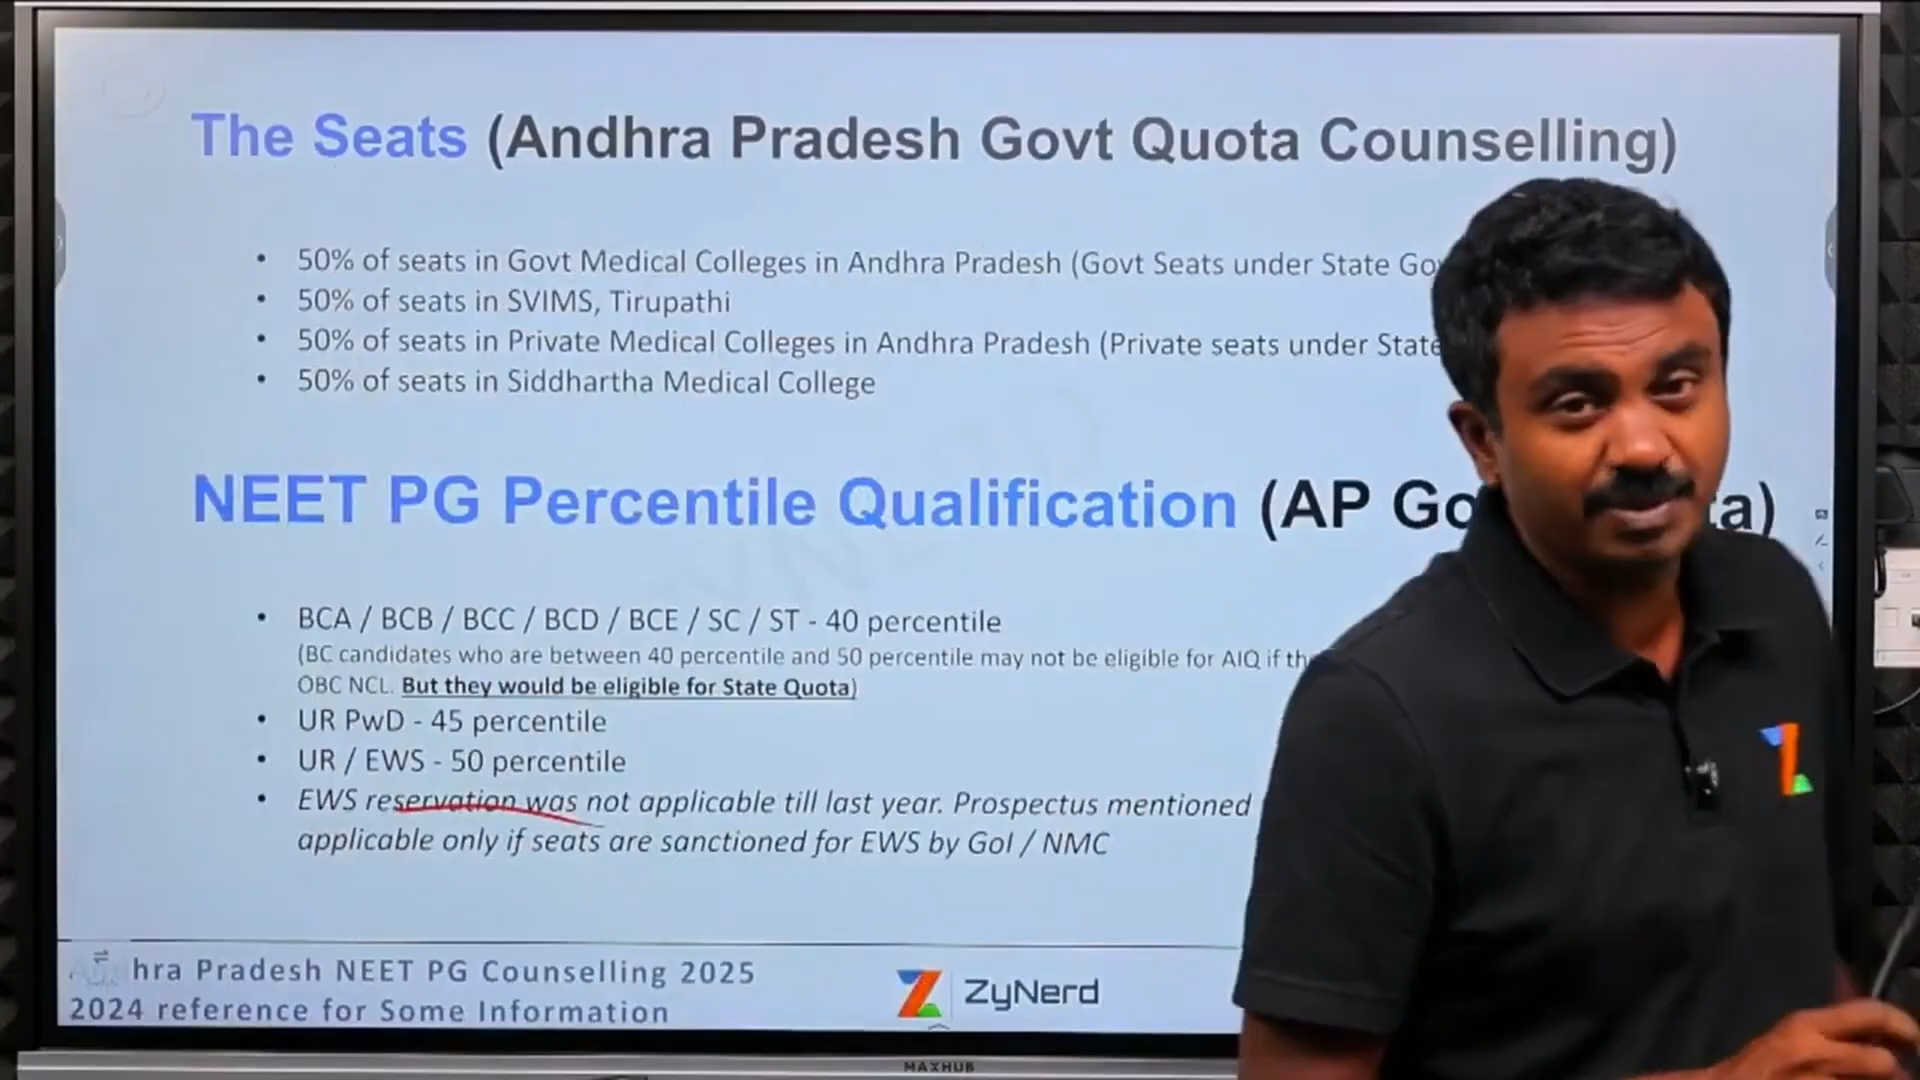 The Seats (Andhra Pradesh Govt Quota Counselling)
• 50% of seats in Govt Medical Colleges in Andhra Pradesh (Govt Seats under State
• 50% of seats in SVIMS, Tirupathi
• 50% of seats in Private Medical Colleges in Andhra Pradesh (Private seats under State
• 50% of seats in Siddhartha Medical College
NEET PG Percentile Qualification (AP
• BCA / BCB / BCC / BCD / BCE / SC / ST - 40 percentile
(BC candidates who are between 40 percentile and 50 percentile may not be eligible for AIQ if
OBC NCL. But they would be eligible for State Quota)
• UR PwD - 45 percentile
• UR / EWS - 50 percentile
• EWS reservation was not applicable till last year. Prospectus mentioned
applicable only if seats are sanctioned for EWS by GoI / NMC
hra Pradesh NEET PG Counselling 2025
2024 reference for Some Information
ZyNerd
MAXHUB